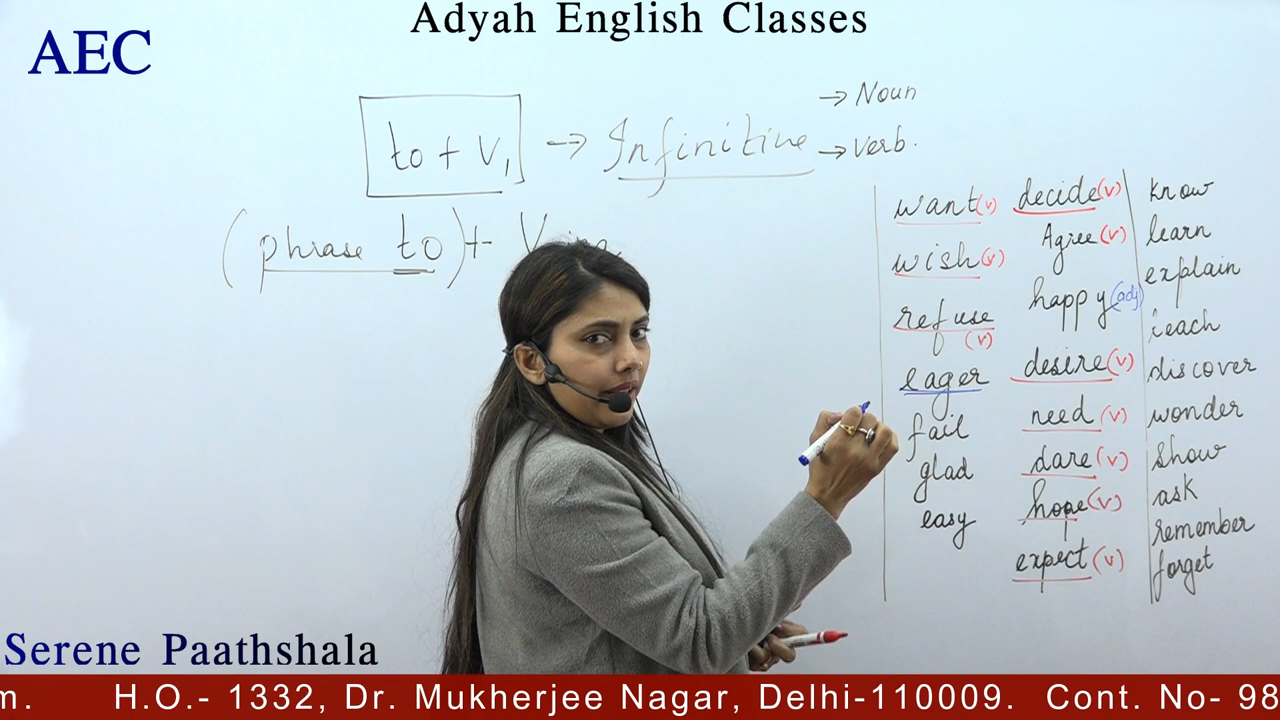 Adyah English Classes
AEC
to + V1 → Infinitive → Noun
→ Verb.
(phrase to) +
want (v)
wish (v)
refuse
(v)
eager
fail
glad
easy
decide (v)
Agree (v)
happy (adj)
desire (v)
need (v)
dare (v)
hope (v)
expect (v)
know
learn
explain
teach
discover
wonder
show
ask
remember
forget
Serene Paathshala
m. H.O.- 1332, Dr. Mukherjee Nagar, Delhi-110009. Cont. No- 98